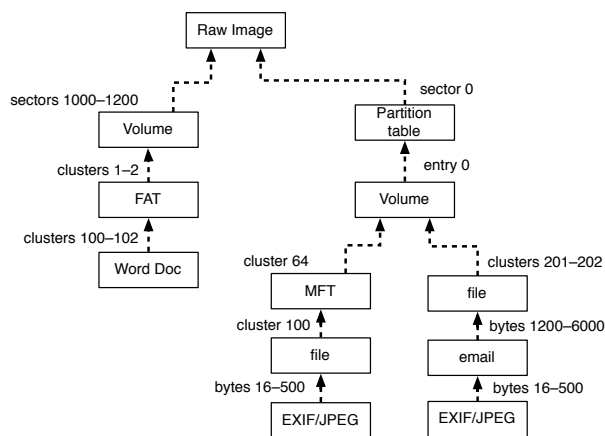 Raw Image
sector 0
sectors 1000–1200
Partition
table
Volume
clusters 1–2
entry 0
FAT
Volume
clusters 100–102
Word Doc
cluster 64
clusters 201–202
MFT
file
cluster 100
bytes 1200–6000
file
email
bytes 16–500
bytes 16–500
EXIF/JPEG
EXIF/JPEG